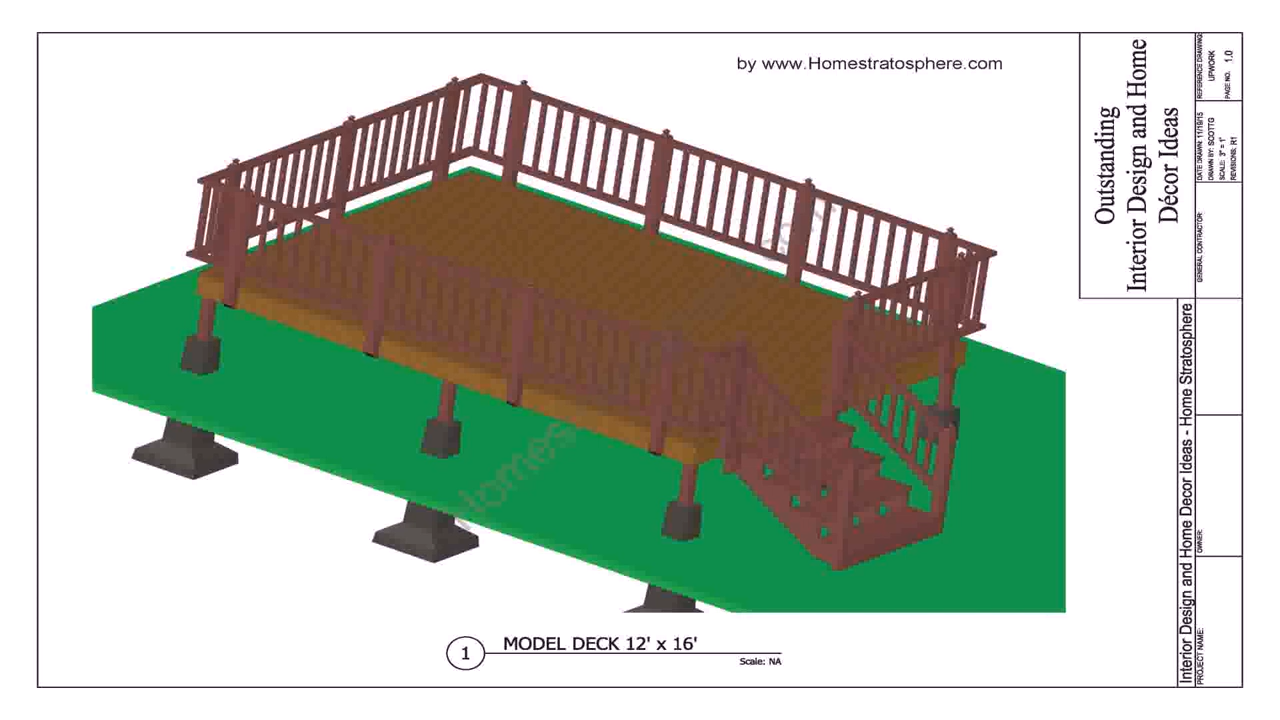 by www.Homestratosphere.com
Outstanding
Interior Design and Home
Décor Ideas
REFERENCE DRAWING:
UPWORK
PAGE NO. 1.0
DATE DRAWN: 11/19/15
DRAWN BY: SCOTTG
SCALE: 3" = 1'
REVISIONS: R1
GENERAL CONTRACTOR:
OWNER:
Interior Design and Home Decor Ideas - Home Stratosphere
PROJECT NAME:
1 MODEL DECK 12' x 16'
Scale: NA